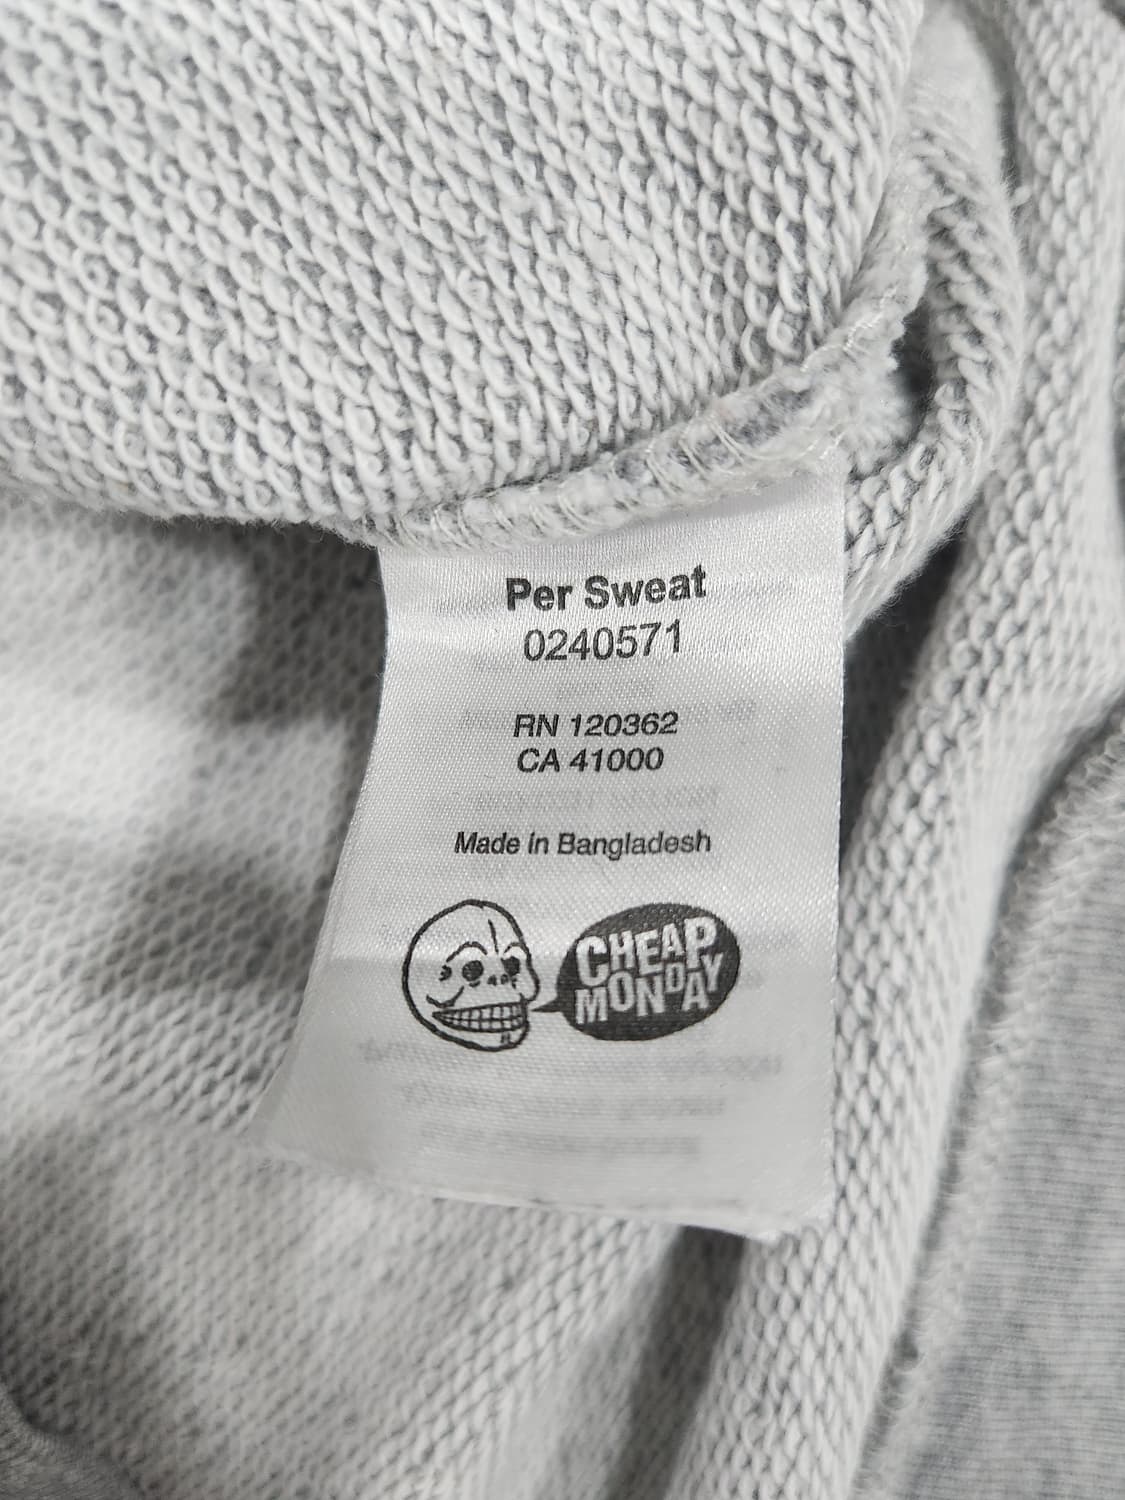 Per Sweat
0240571
RN 120362
CA 41000
Made in Bangladesh
CHEAP
MONDAY